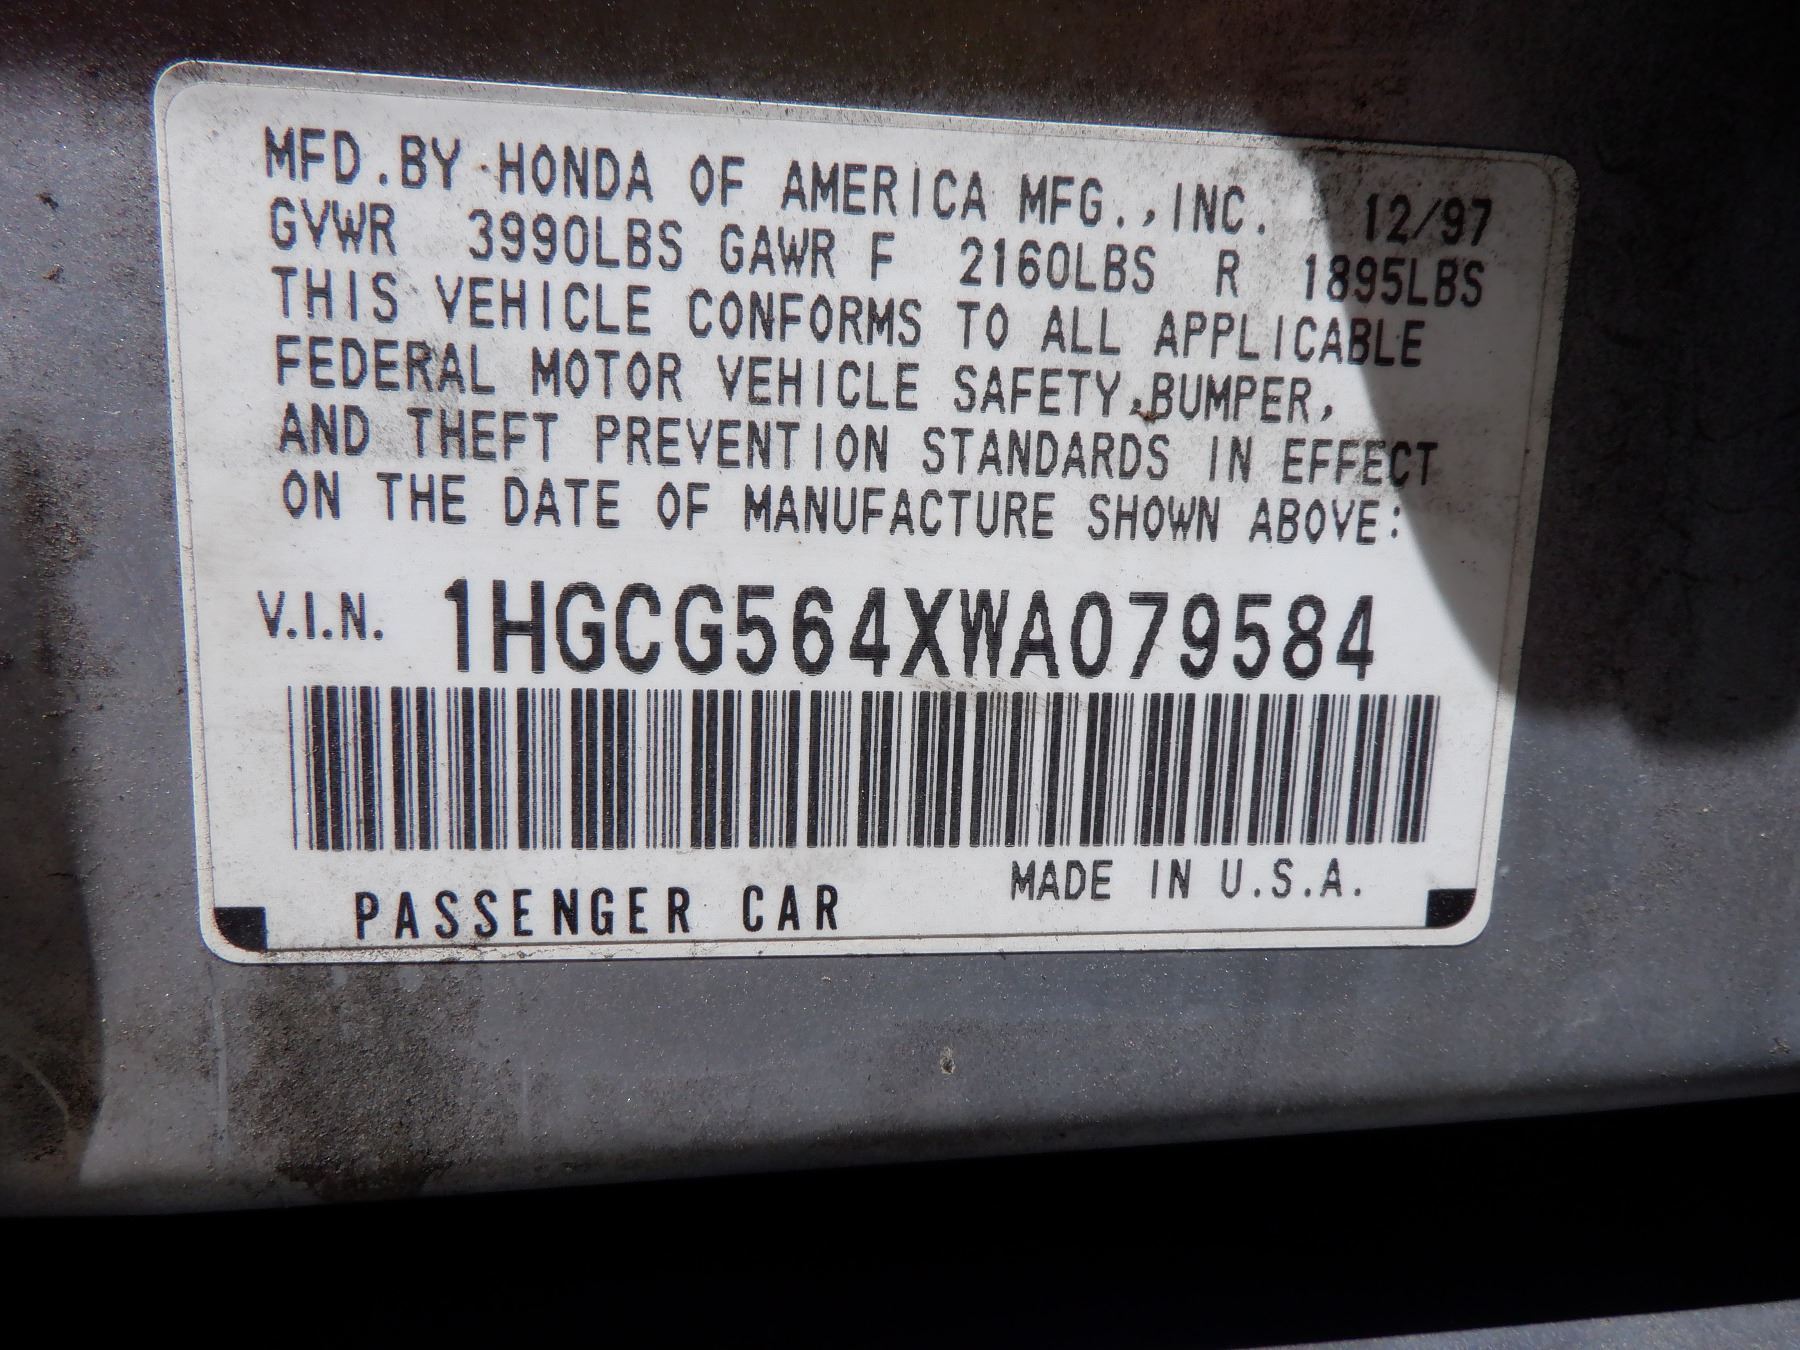 MFD.BY HONDA OF AMERICA MFG.,INC. 12/97
GVWR 3990LBS GAWR F 2160LBS R 1895LBS
THIS VEHICLE CONFORMS TO ALL APPLICABLE
FEDERAL MOTOR VEHICLE SAFETY,BUMPER,
AND THEFT PREVENTION STANDARDS IN EFFECT
ON THE DATE OF MANUFACTURE SHOWN ABOVE:
V.I.N. 1HGCG564XWA079584
PASSENGER CAR MADE IN U.S.A.